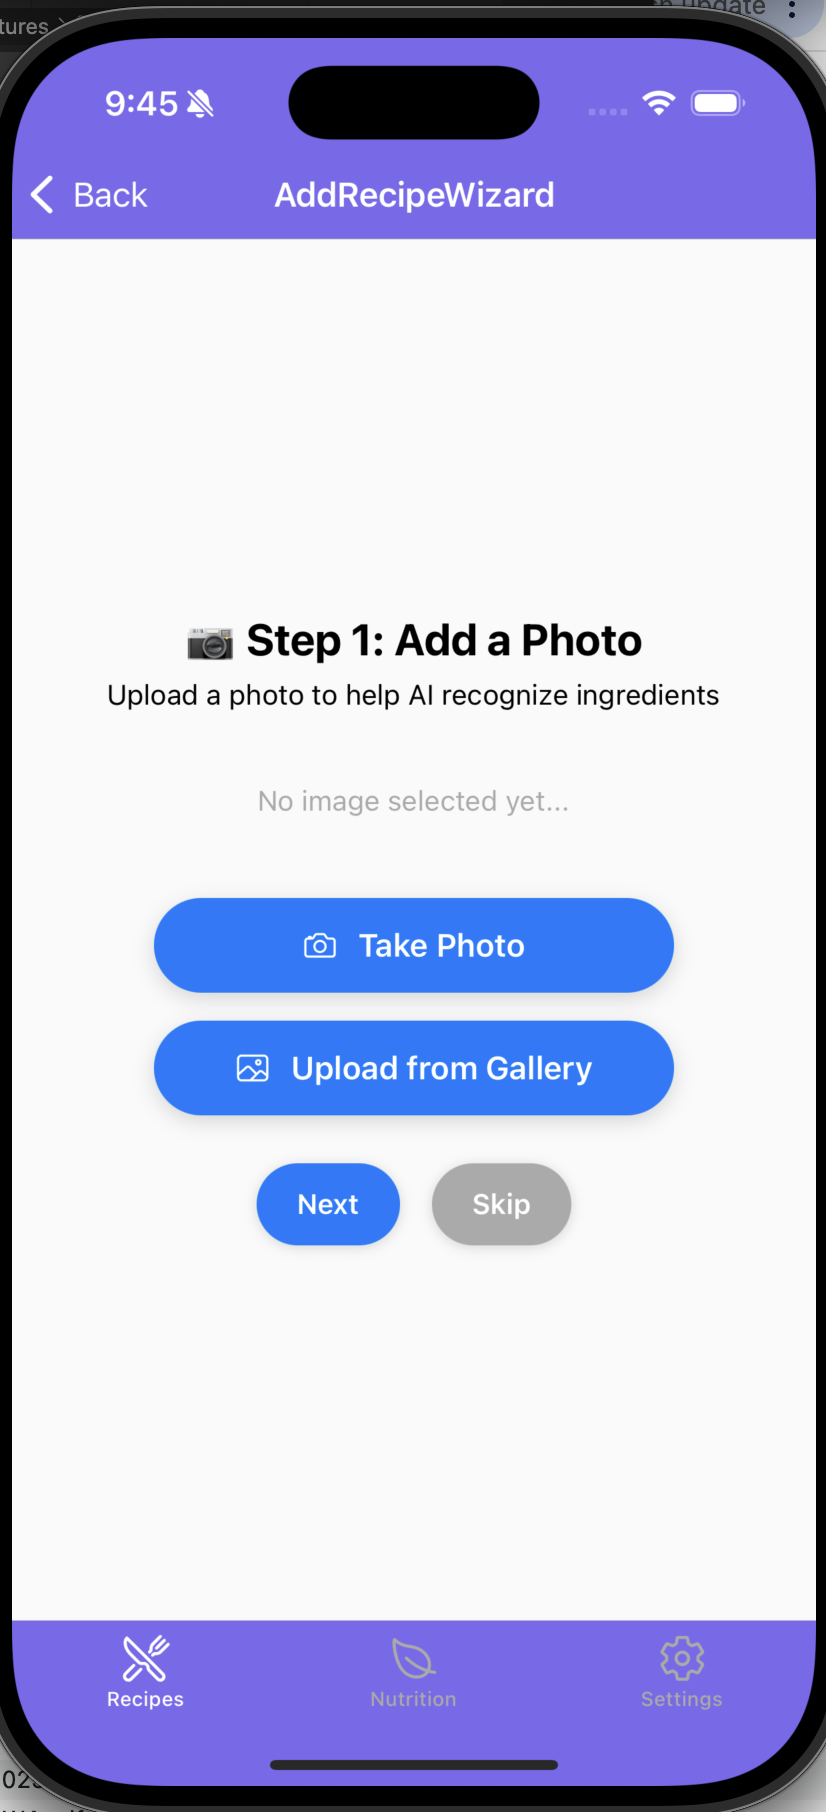 9:45
Back
AddRecipeWizard
Step 1: Add a Photo
Upload a photo to help AI recognize ingredients
No image selected yet...
Take Photo
Upload from Gallery
Next
Skip
Recipes
Nutrition
Settings